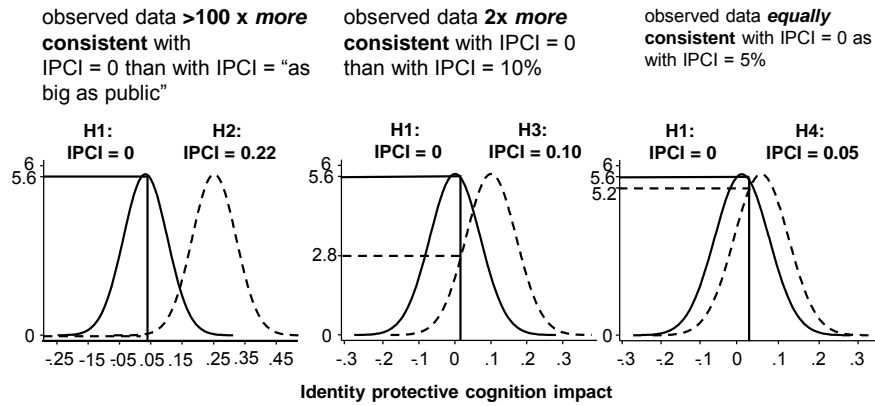 observed data >100 x more
consistent with
IPCI = 0 than with IPCI = “as
big as public”
observed data 2x more
consistent with IPCI = 0
than with IPCI = 10%
observed data equally
consistent with IPCI = 0 as
with IPCI = 5%
H1:
IPCI = 0
H2:
IPCI = 0.22
6
5.6
0
-.25 -.15 -.05 .05 .15 .25 .35 .45
H1:
IPCI = 0
H3:
IPCI = 0.10
6
5.6
2.8
0
-.3 -.2 -.1 0 .1 .2 .3
H1:
IPCI = 0
H4:
IPCI = 0.05
6
5.6
5.2
0
-.3 -.2 -.1 0 .1 .2 .3
Identity protective cognition impact